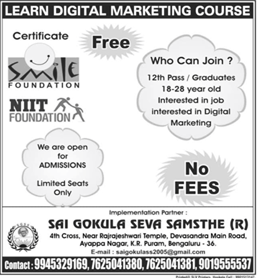 LEARN DIGITAL MARKETING COURSE
Certificate
Free
Smile
FOUNDATION
NIIT
FOUNDATION
Who Can Join ?
12th Pass / Graduates
18-28 year old
Interested in job
interested in Digital
Marketing
We are open
for
ADMISSIONS
Limited Seats
Only
No
FEES
Implementation Partner :
SAI GOKULA SEVA SAMSTHE (R)
4th Cross, Near Rajarajeshwari Temple, Devasandra Main Road,
Ayappa Nagar, K.R. Puram, Bengaluru - 36.
E-mail : saigokulass2005@gmail.com
Contact : 9945329169, 7625041380, 7625041381, 9019555537